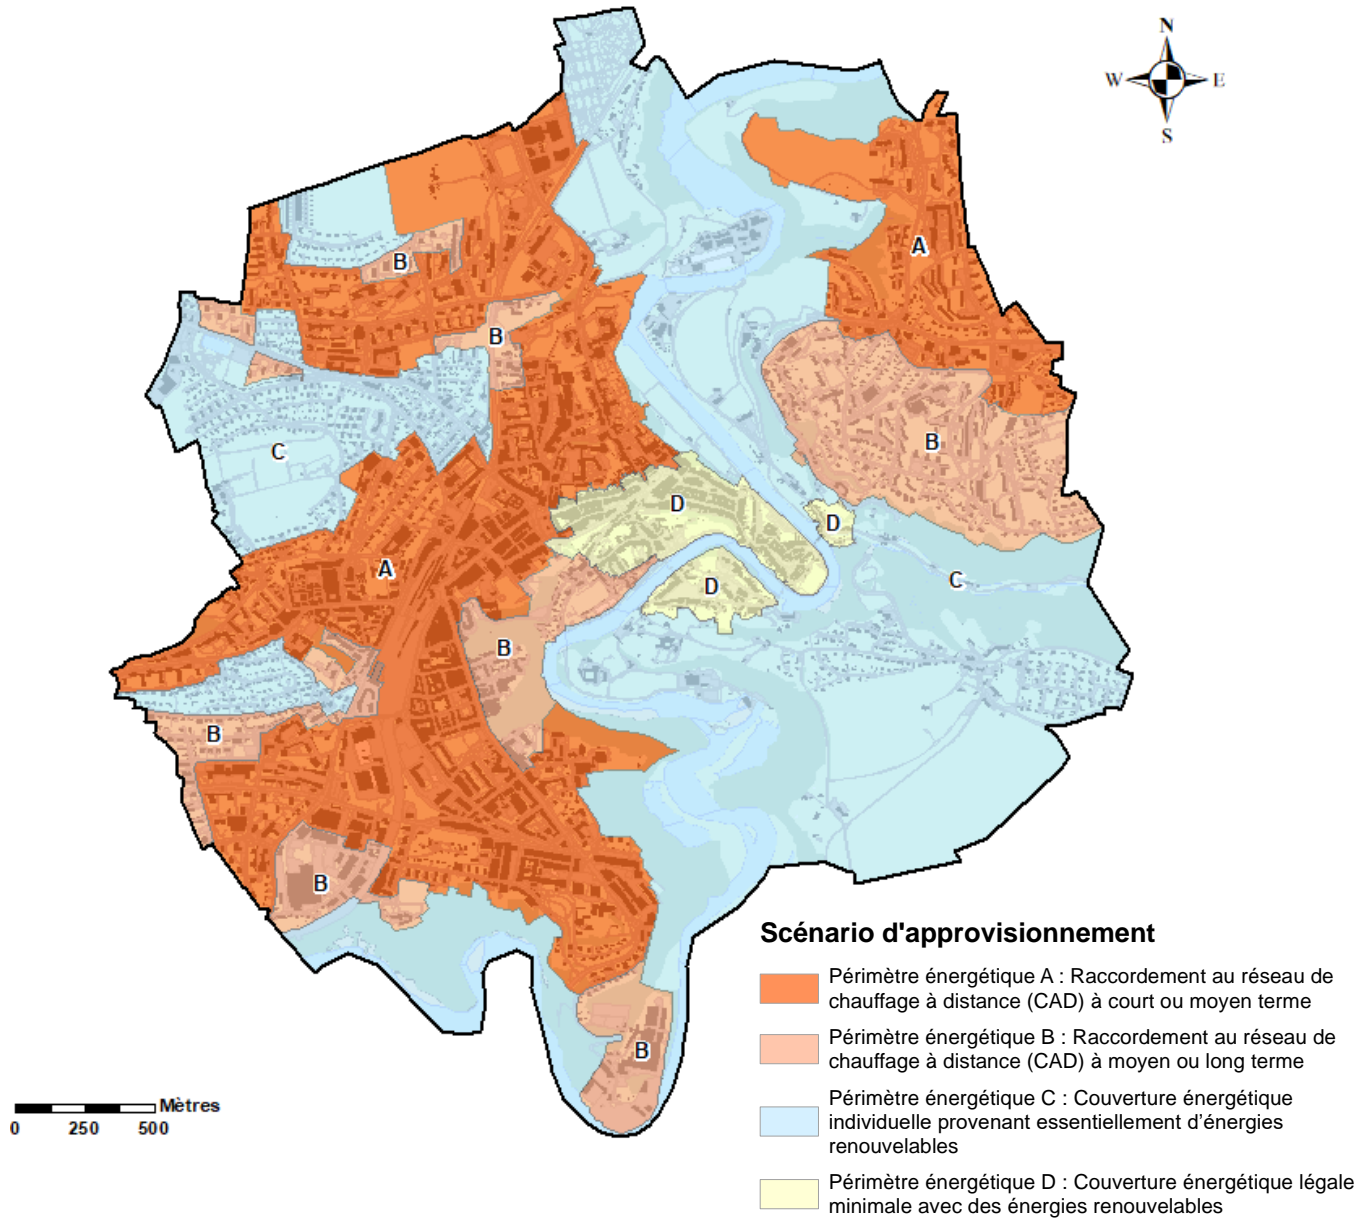 N
W E
S
A
B
B
B
C
D
D
A
D
C
B
B
B
B
Scénario d'approvisionnement
Périmètre énergétique A : Raccordement au réseau de
chauffage à distance (CAD) à court ou moyen terme
Périmètre énergétique B : Raccordement au réseau de
chauffage à distance (CAD) à moyen ou long terme
Périmètre énergétique C : Couverture énergétique
individuelle provenant essentiellement d’énergies
renouvelables
Périmètre énergétique D : Couverture énergétique légale
minimale avec des énergies renouvelables
Mètres
0 250 500